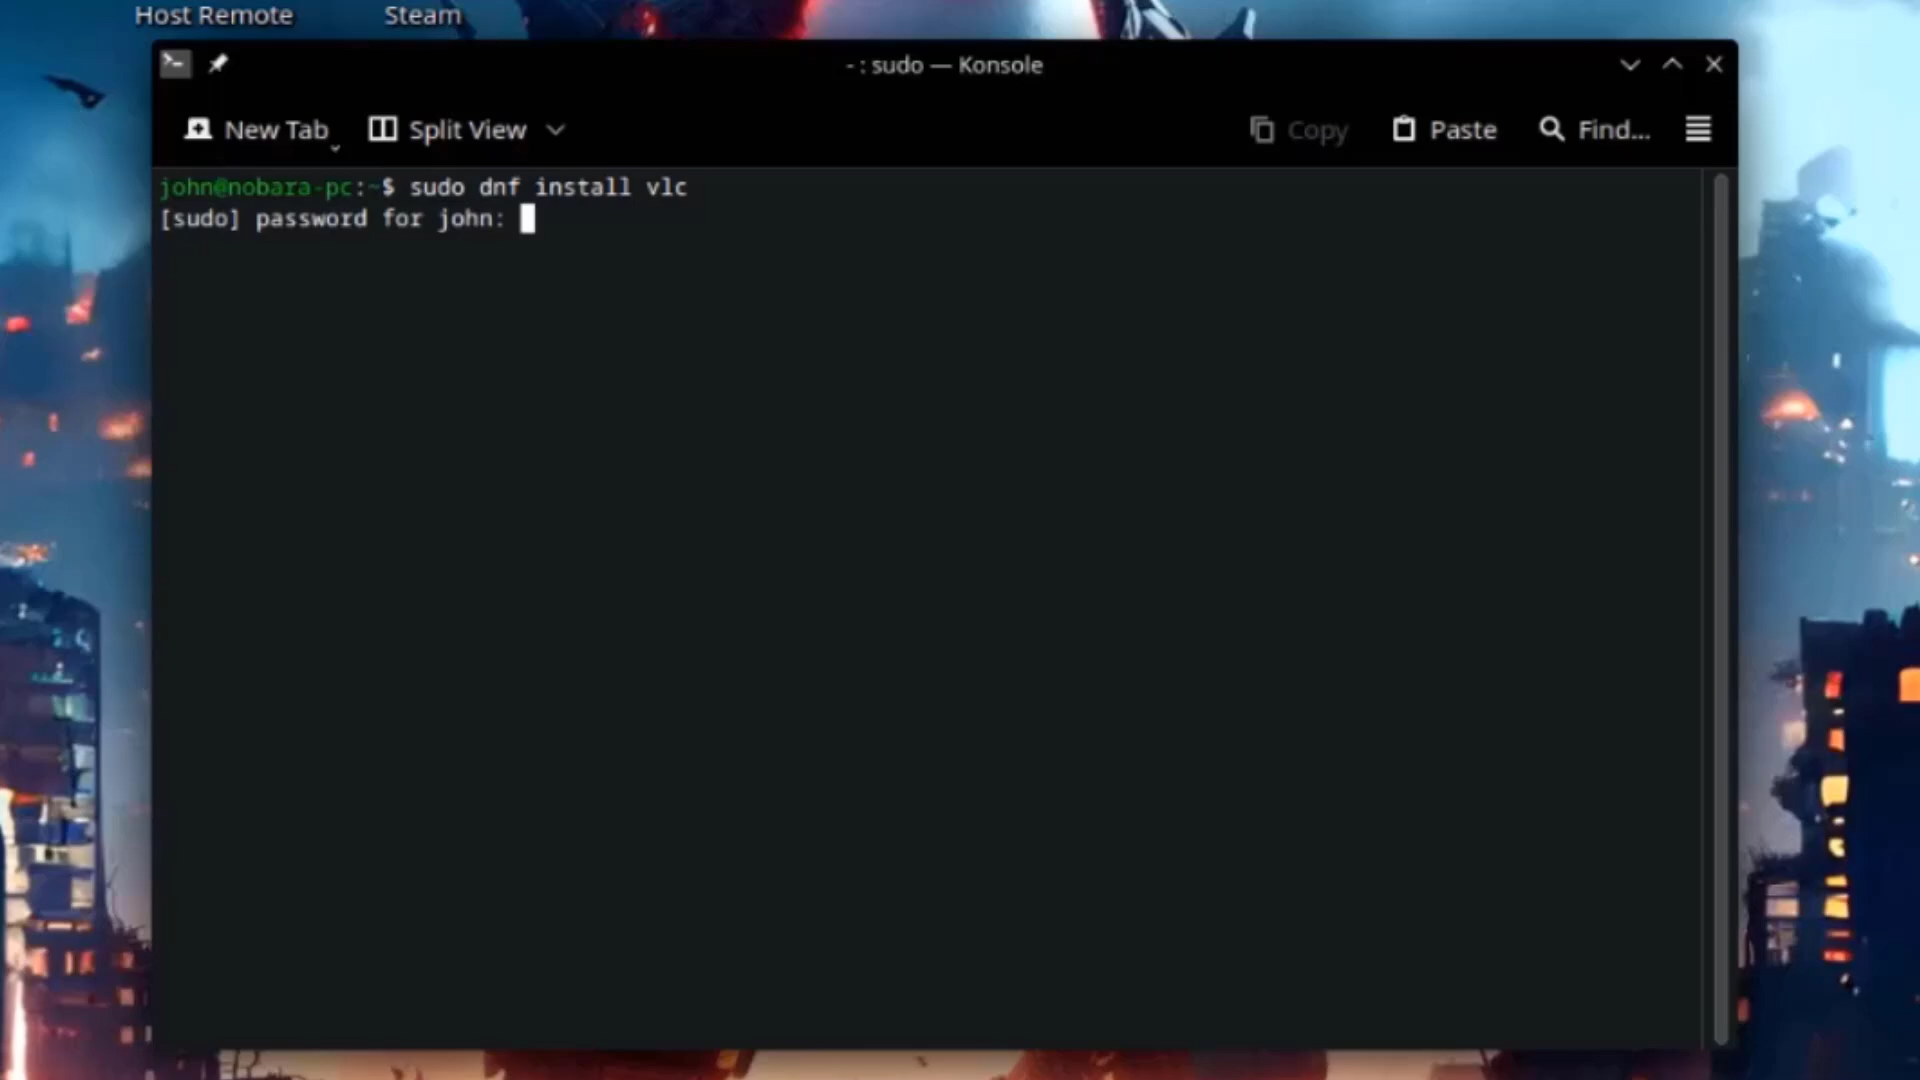 Host Remote Steam
- : sudo — Konsole
New Tab Split View Copy Paste Find...
john@nobara-pc:~$ sudo dnf install vlc
[sudo] password for john: